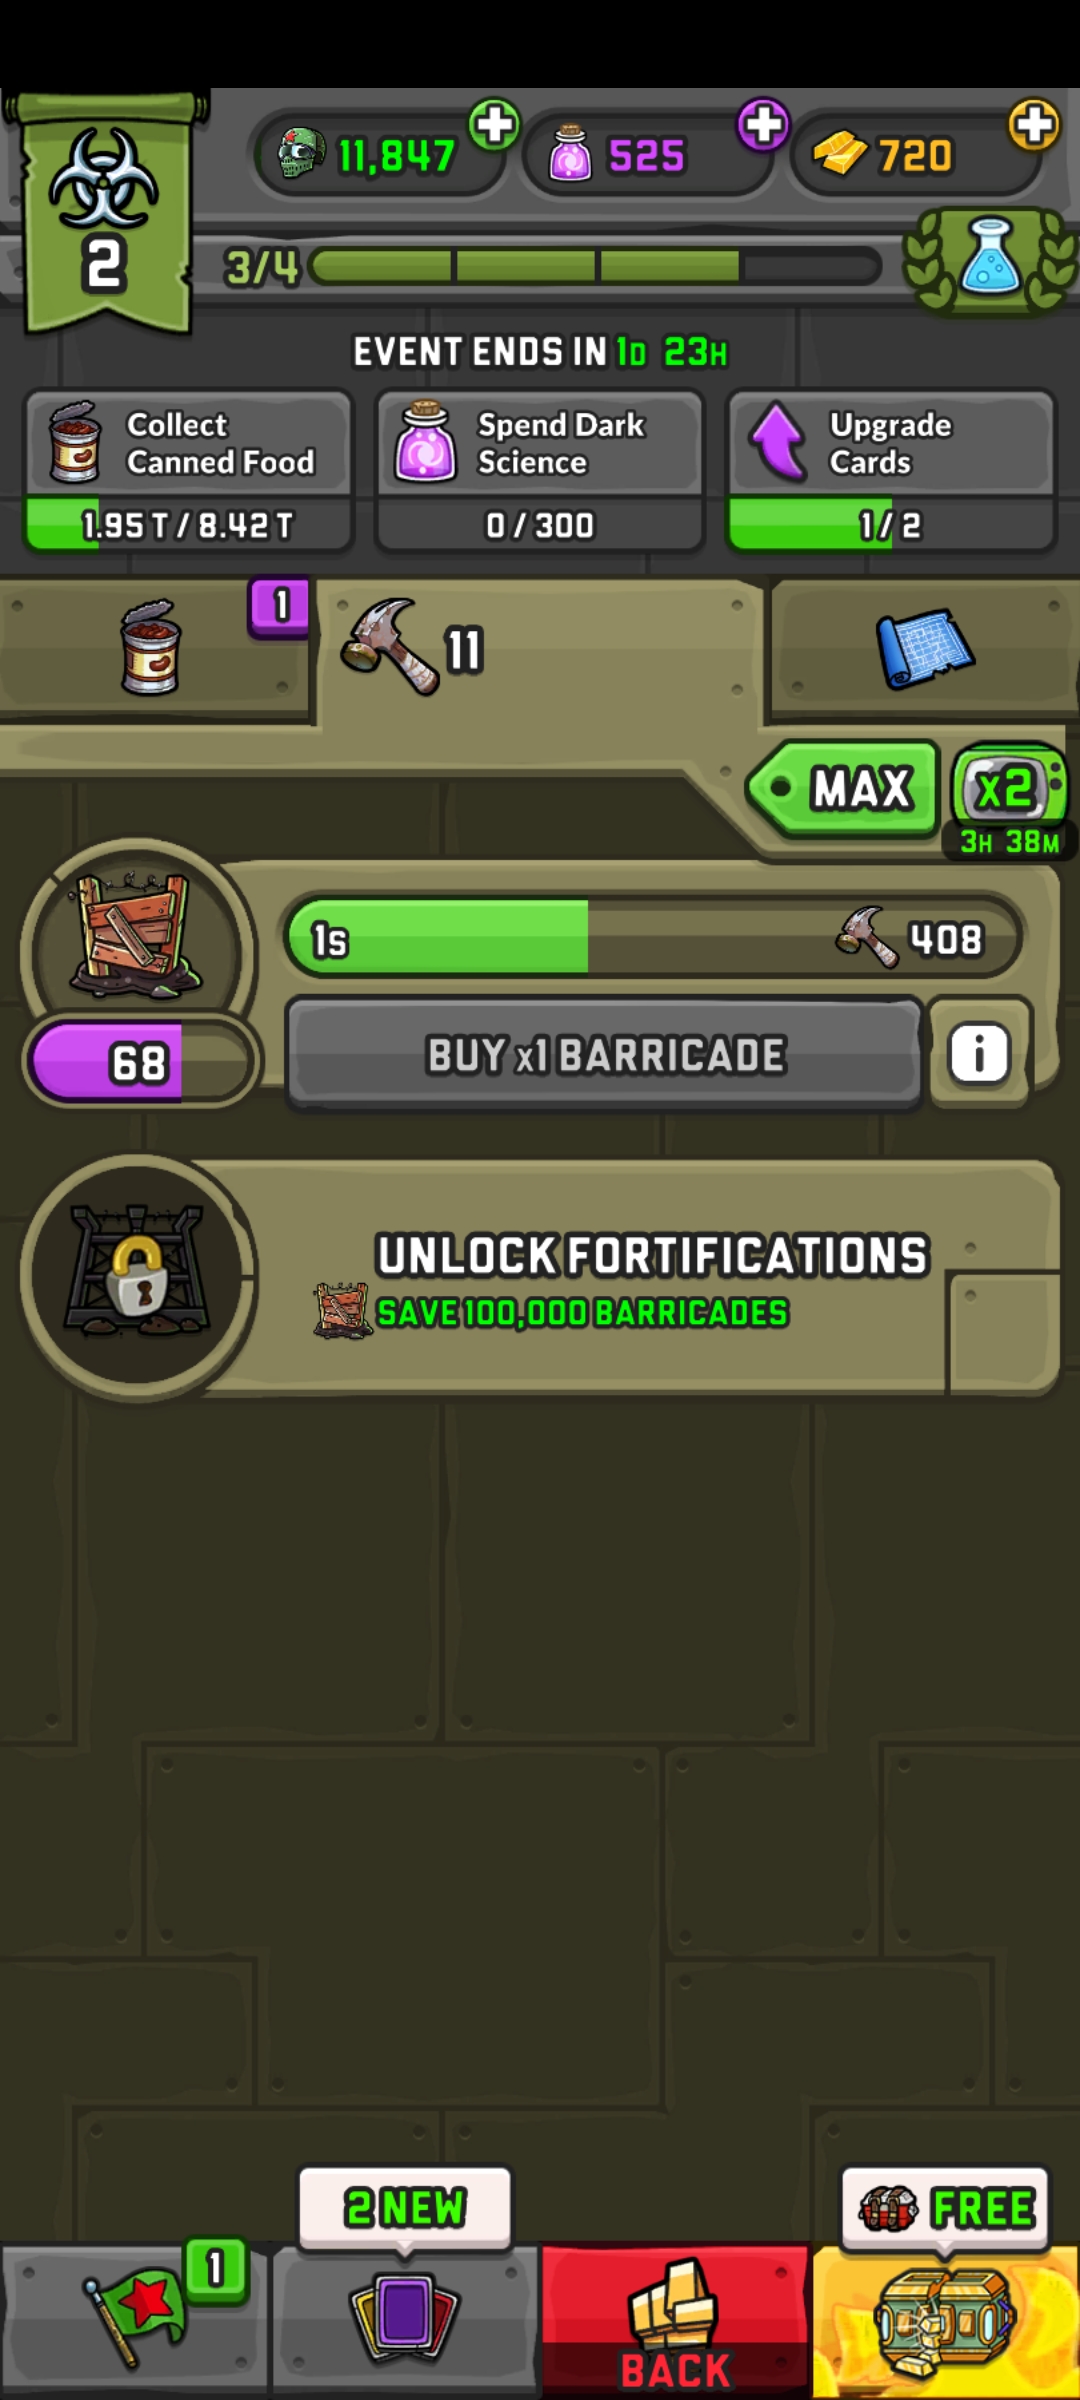 11,847
525
720
2
3/4
EVENT ENDS IN 1D 23H
Collect
Canned Food
1.95 T / 8.42 T
Spend Dark
Science
0 / 300
Upgrade
Cards
1 / 2
1
11
MAX
x2
3H 38M
1s
408
68
BUY x1 BARRICADE
i
UNLOCK FORTIFICATIONS
SAVE 100,000 BARRICADES
2 NEW
FREE
1
BACK